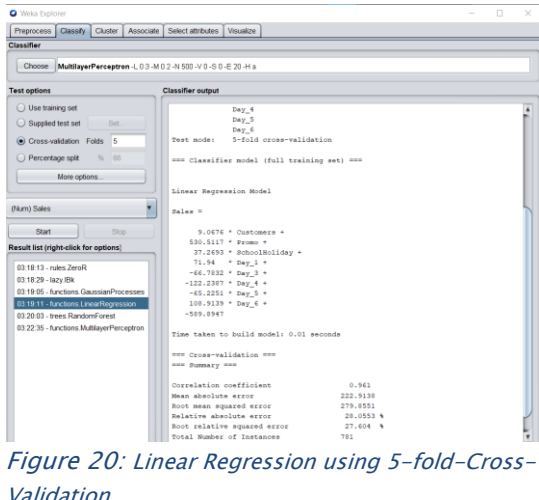 Weka Explorer
Preprocess Classify Cluster Associate Select attributes Visualize
Classifier
Choose MultilayerPerceptron -L 0.3 -M 0.2 -N 500 -V 0 -S 0 -E 20 -H a
Test options
Use training set
Supplied test set Set...
Cross-validation Folds 5
Percentage split % 66
More options...
(Num) Sales
Start Stop
Result list (right-click for options)
03:18:13 - rules.ZeroR
03:18:29 - lazy.IBk
03:19:05 - functions.GaussianProcesses
03:19:11 - functions.LinearRegression
03:20:03 - trees.RandomForest
03:22:35 - functions.MultilayerPerceptron
Classifier output
Day_4
Day_5
Day_6
Test mode: 5-fold cross-validation
=== Classifier model (full training set) ===
Linear Regression Model
Sales =
9.0676 * Customers +
530.5117 * Promo +
37.2693 * SchoolHoliday +
71.94 * Day_1 +
-66.7832 * Day_3 +
-122.2387 * Day_4 +
-65.2251 * Day_5 +
108.9139 * Day_6 +
-589.8947
Time taken to build model: 0.01 seconds
=== Cross-validation ===
=== Summary ===
Correlation coefficient 0.961
Mean absolute error 222.9138
Root mean squared error 279.8551
Relative absolute error 28.0553 %
Root relative squared error 27.604 %
Total Number of Instances 781
Figure 20: Linear Regression using 5-fold-Cross-
Validation